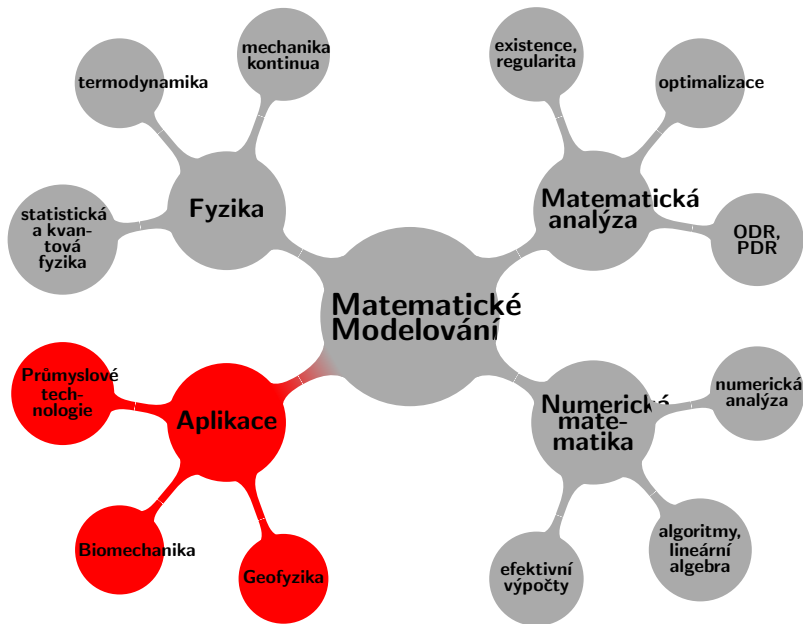 mechanika
kontinua
termodynamika
Fyzika
statistická
a kvan-
tová
fyzika
existence,
regularita
optimalizace
Matematická
analýza
ODR,
PDR
Matematické
Modelování
Průmyslové
tech-
nologie
Aplikace
Biomechanika
Geofyzika
Numerická
mate-
matika
numerická
analýza
algoritmy,
lineární
algebra
efektivní
výpočty